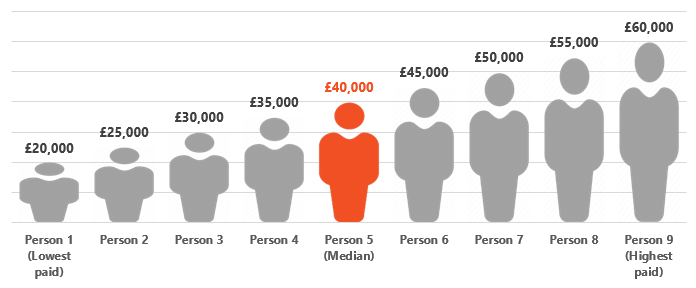 £20,000
£25,000
£30,000
£35,000
£40,000
£45,000
£50,000
£55,000
£60,000
Person 1
(Lowest
paid)
Person 2
Person 3
Person 4
Person 5
(Median)
Person 6
Person 7
Person 8
Person 9
(Highest
paid)